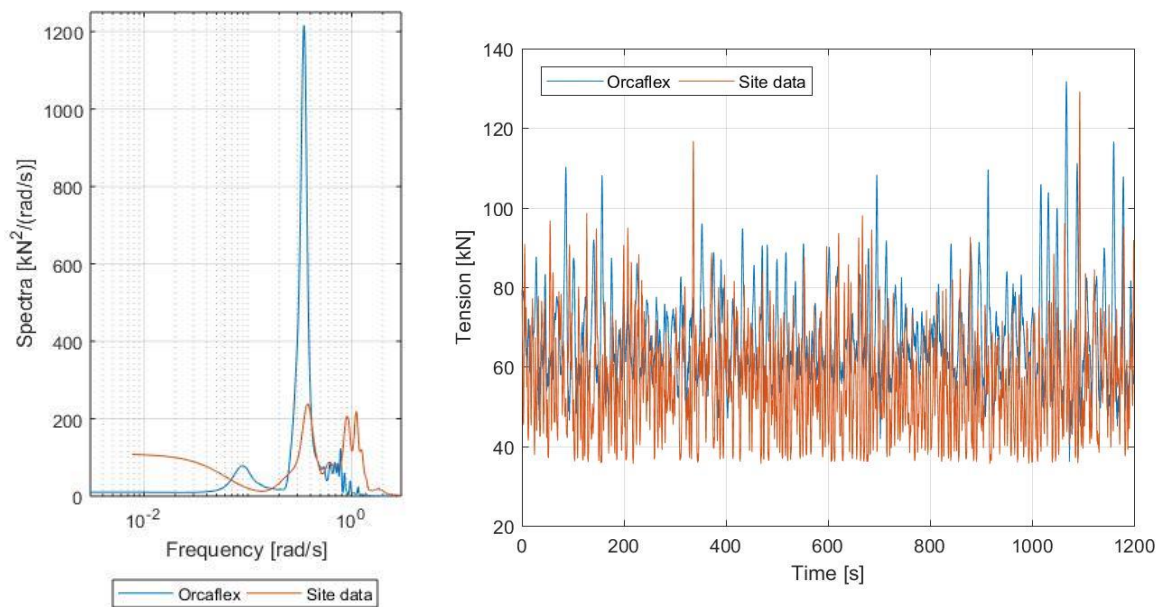 1200
1000
800
600
400
200
0
Spectra [kN²/(rad/s)]
10⁻²
10⁰
Frequency [rad/s]
Orcaflex
Site data
140
120
100
80
60
40
20
Tension [kN]
Orcaflex
Site data
0
200
400
600
800
1000
1200
Time [s]